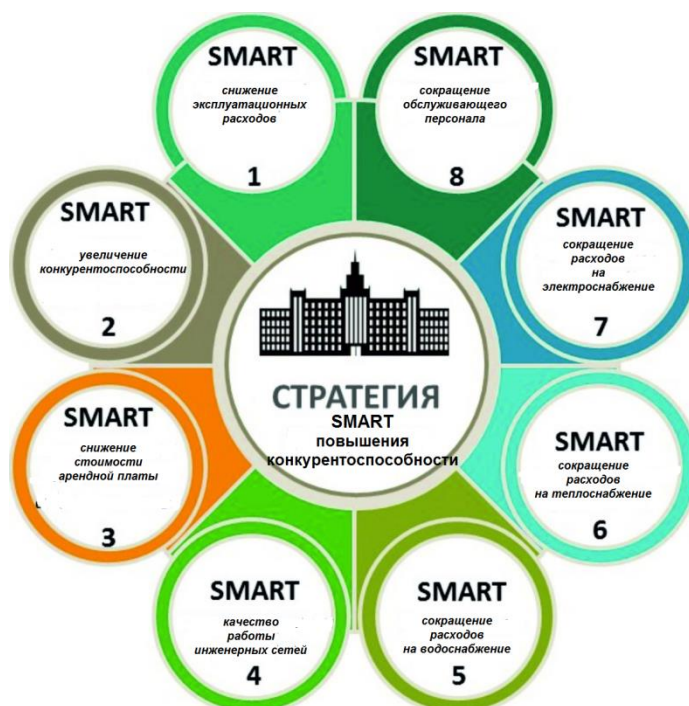 SMART
снижение
эксплуатационных
расходов
1
SMART
увеличение
конкурентоспособности
2
SMART
снижение
стоимости
арендной платы
3
SMART
качество
работы
инженерных сетей
4
SMART
сокращение
расходов
на водоснабжение
5
SMART
сокращение
расходов
на теплоснабжение
6
SMART
сокращение
расходов
на
электроснабжение
7
SMART
сокращение
обслуживающего
персонала
8
СТРАТЕГИЯ
SMART
повышения
конкурентоспособности